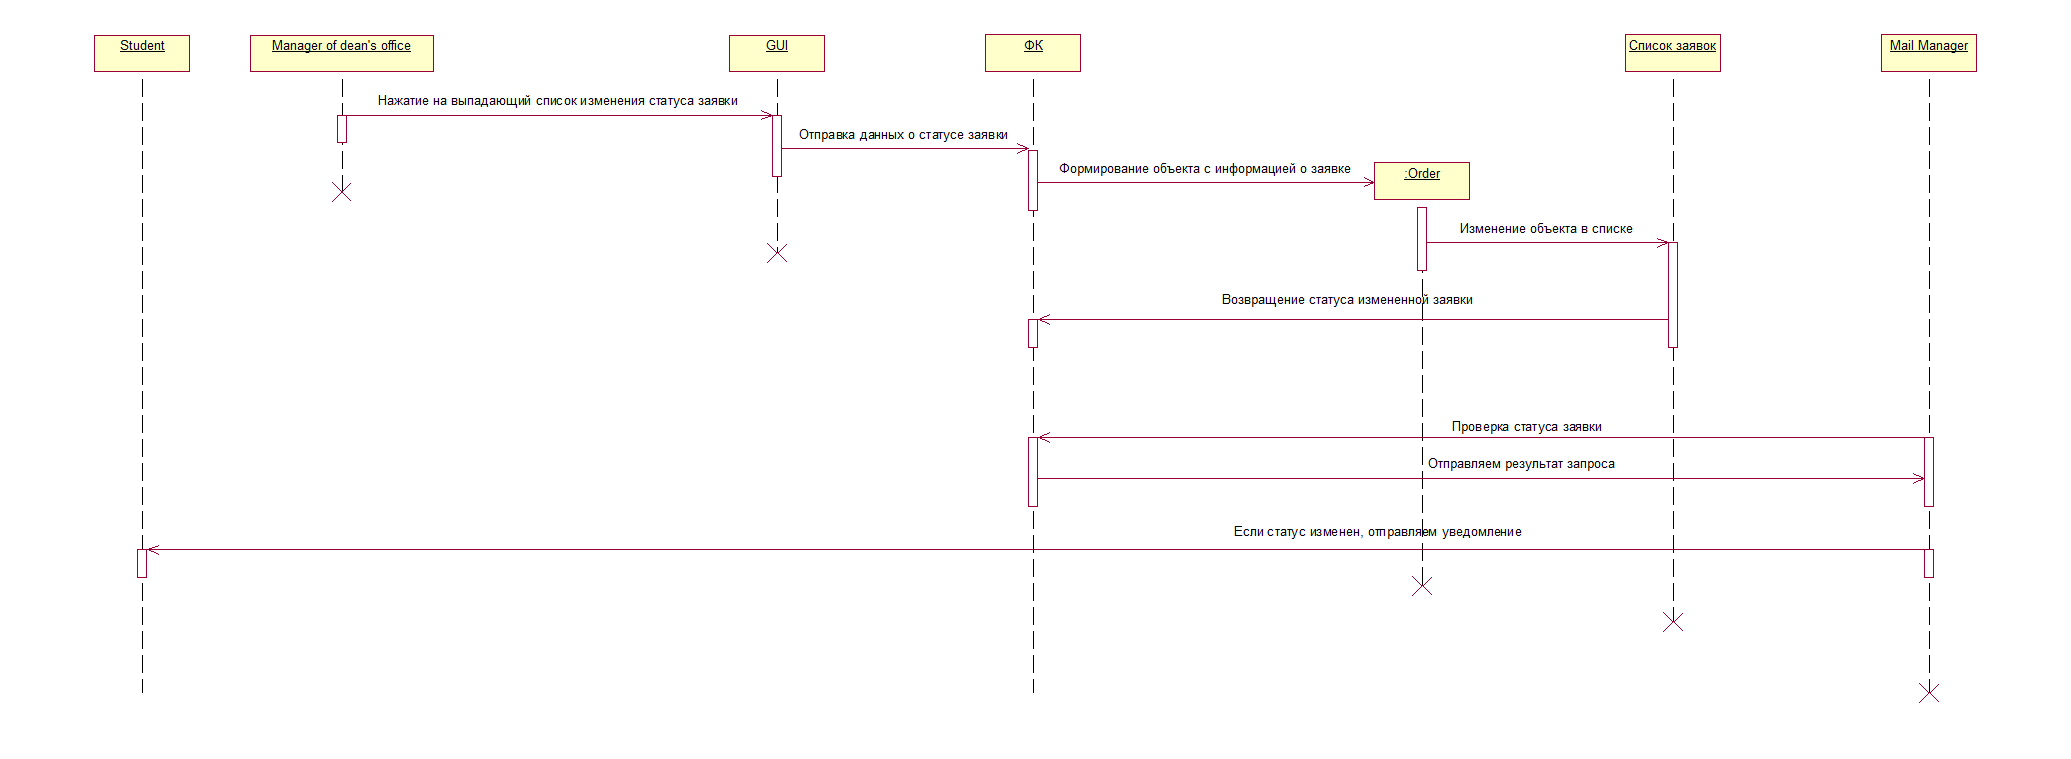 Student
Manager of dean's office
GUI
ФК
Список заявок
Mail Manager
Нажатие на выпадающий список изменения статуса заявки
Отправка данных о статусе заявки
Формирование объекта с информацией о заявке
:Order
Изменение объекта в списке
Возвращение статуса измененной заявки
Проверка статуса заявки
Отправляем результат запроса
Если статус изменен, отправляем уведомление